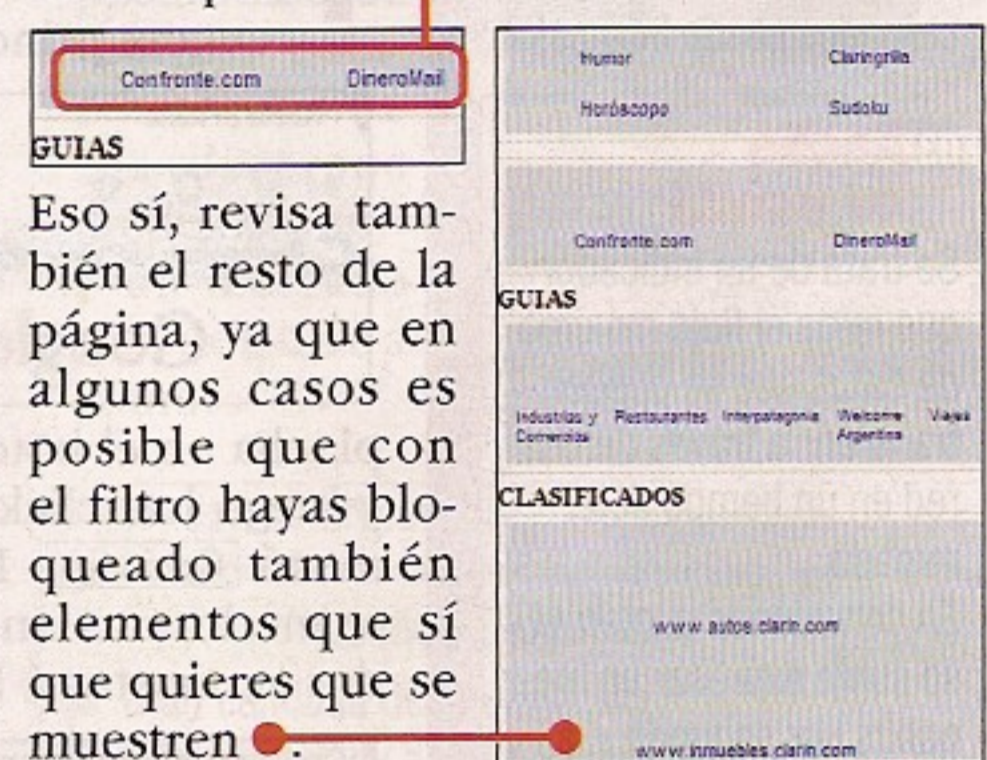 Confronte.com DineroMail
GUIAS
Eso sí, revisa tam-
bién el resto de la
página, ya que en
algunos casos es
posible que con
el filtro hayas blo-
queado también
elementos que sí
que quieres que se
muestren .
Humor Claringrilla
Horóscopo Sudoku
Confronte.com DineroMail
GUIAS
Industrias y Restaurantes Interpatagonia Welcome Viajes
Comercios Argentina
CLASIFICADOS
www.autos.clarin.com
www.inmuebles.clarin.com